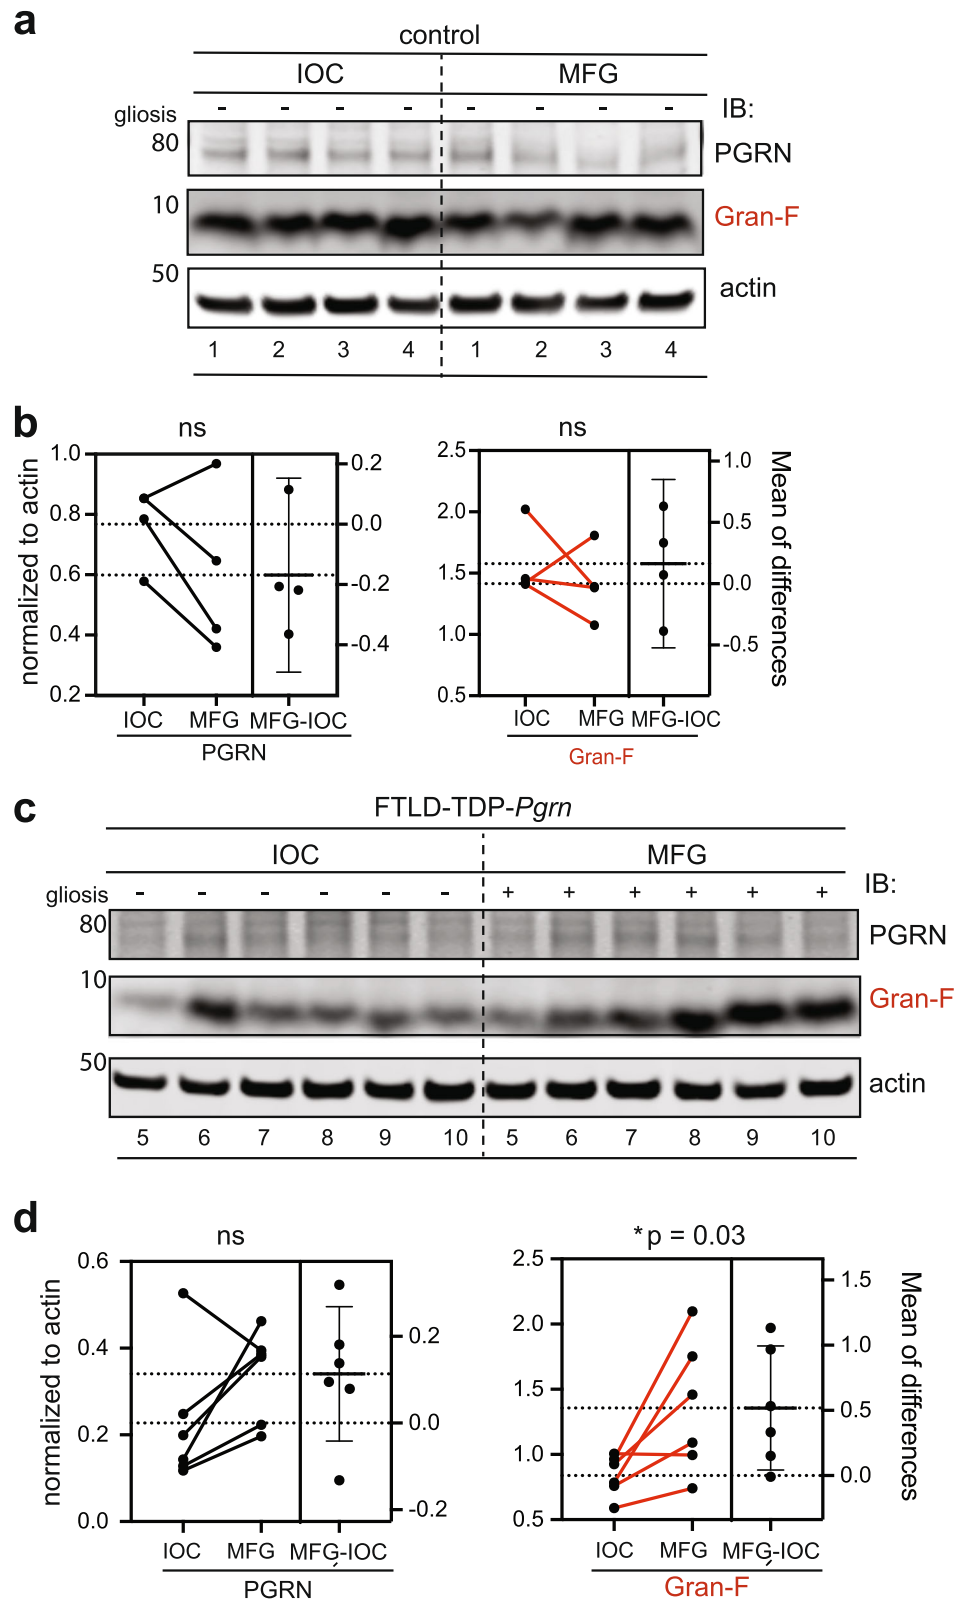 a
control
IOC MFG
gliosis - - - - - - - - IB:
80 PGRN
10 Gran-F
50 actin
1 2 3 4 1 2 3 4
b
ns ns
normalized to actin
1.0
0.8
0.6
0.4
0.2
0.2
0.0
-0.2
-0.4
IOC MFG MFG-IOC
PGRN
2.5
2.0
1.5
1.0
0.5
1.0
0.5
0.0
-0.5
Mean of differences
IOC MFG MFG-IOC
Gran-F
c
FTLD-TDP-Pgrn
IOC MFG
gliosis - - - - - - + + + + + + IB:
80 PGRN
10 Gran-F
50 actin
5 6 7 8 9 10 5 6 7 8 9 10
d
ns *p = 0.03
normalized to actin
0.6
0.4
0.2
0.0
0.2
0.0
-0.2
IOC MFG MFG-IOC
PGRN
2.5
2.0
1.5
1.0
0.5
1.5
1.0
0.5
0.0
Mean of differences
IOC MFG MFG-IOC
Gran-F